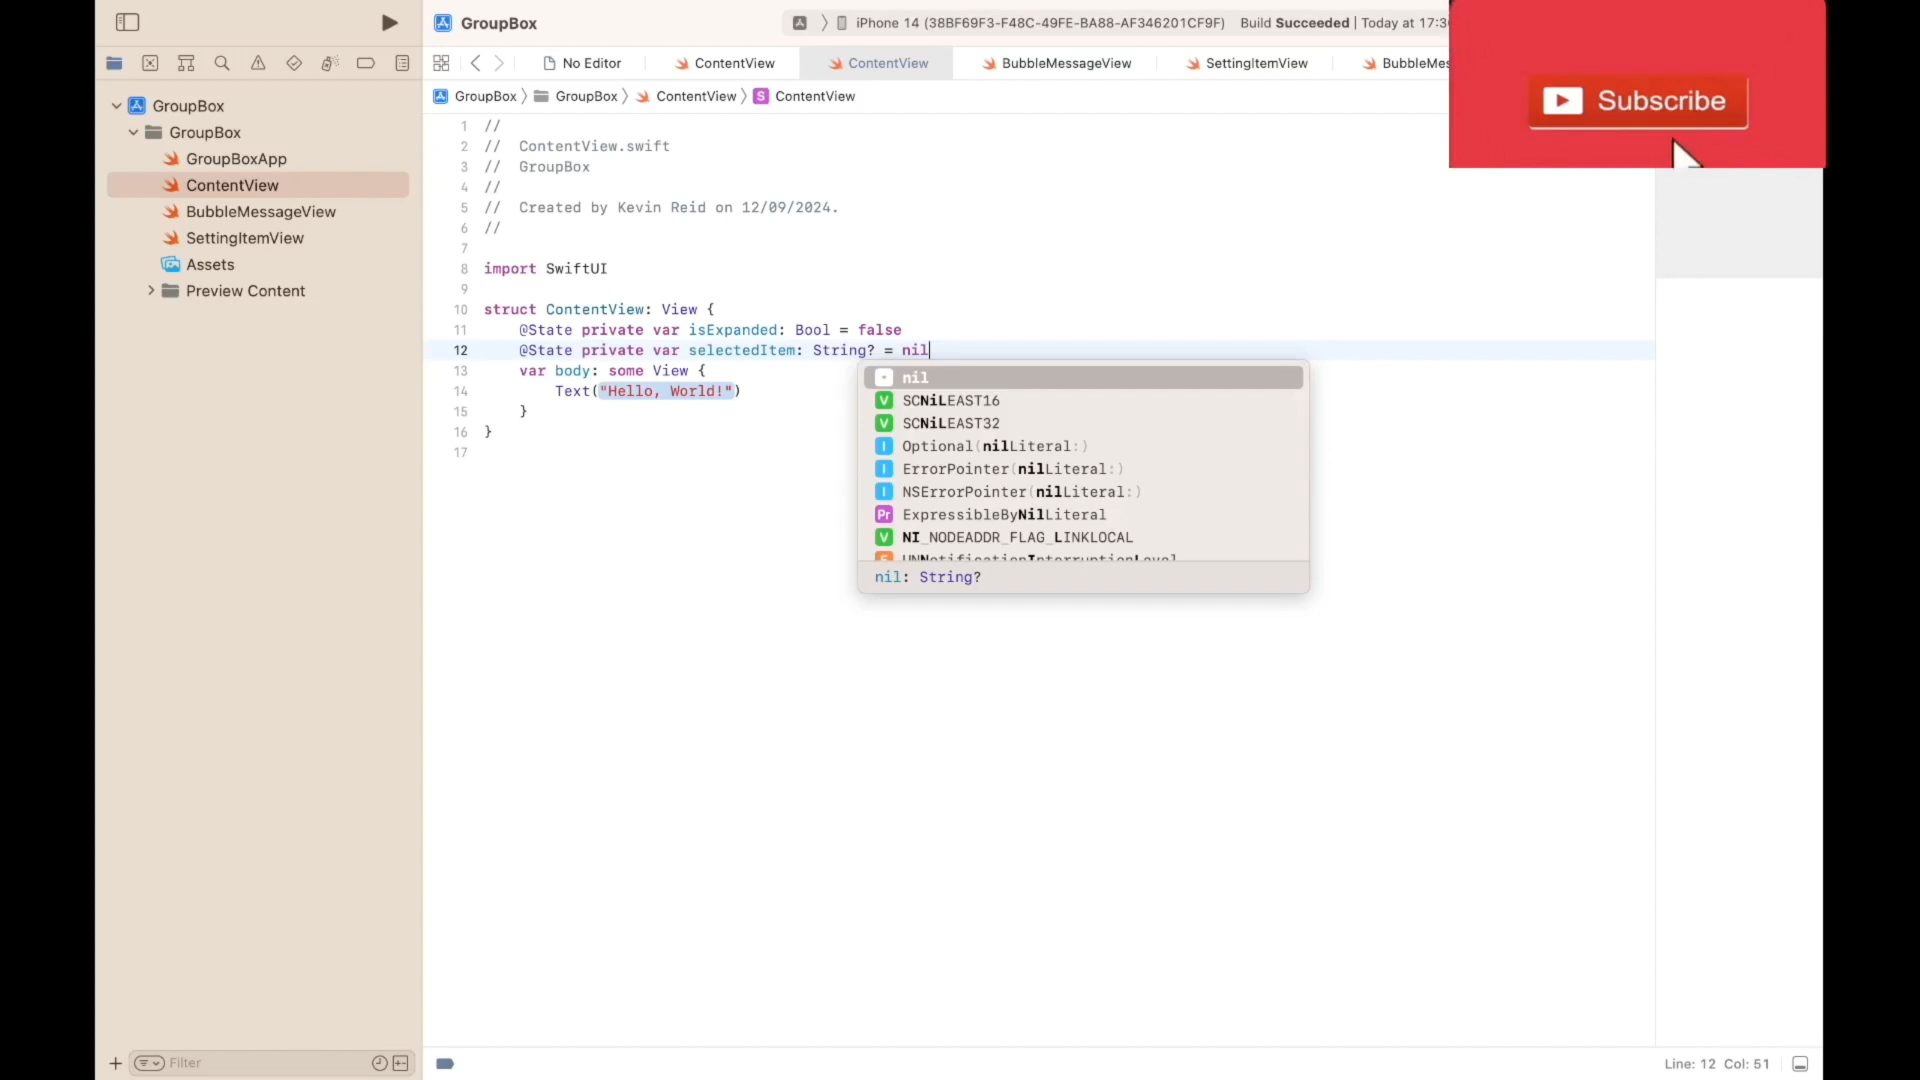 GroupBox
iPhone 14 (38BF69F3-F48C-49FE-BA88-AF346201CF9F) Build Succeeded | Today at 17:3
Subscribe
No Editor
ContentView
ContentView
BubbleMessageView
SettingItemView
BubbleMes
GroupBox
GroupBox
GroupBoxApp
ContentView
BubbleMessageView
SettingItemView
Assets
Preview Content
GroupBox GroupBox ContentView S ContentView
1 //
2 // ContentView.swift
3 // GroupBox
4 //
5 // Created by Kevin Reid on 12/09/2024.
6 //
7
8 import SwiftUI
9
10 struct ContentView: View {
11 @State private var isExpanded: Bool = false
12 @State private var selectedItem: String? = nil
13 var body: some View {
14 Text("Hello, World!")
15 }
16 }
17
nil
V SCNiLEAST16
V SCNiLEAST32
I Optional(nilLiteral:)
I ErrorPointer(nilLiteral:)
I NSErrorPointer(nilLiteral:)
Pr ExpressibleByNilLiteral
V NI_NODEADDR_FLAG_LINKLOCAL
E UNNotificationInterruptionLevel
nil: String?
Filter
Line: 12 Col: 51